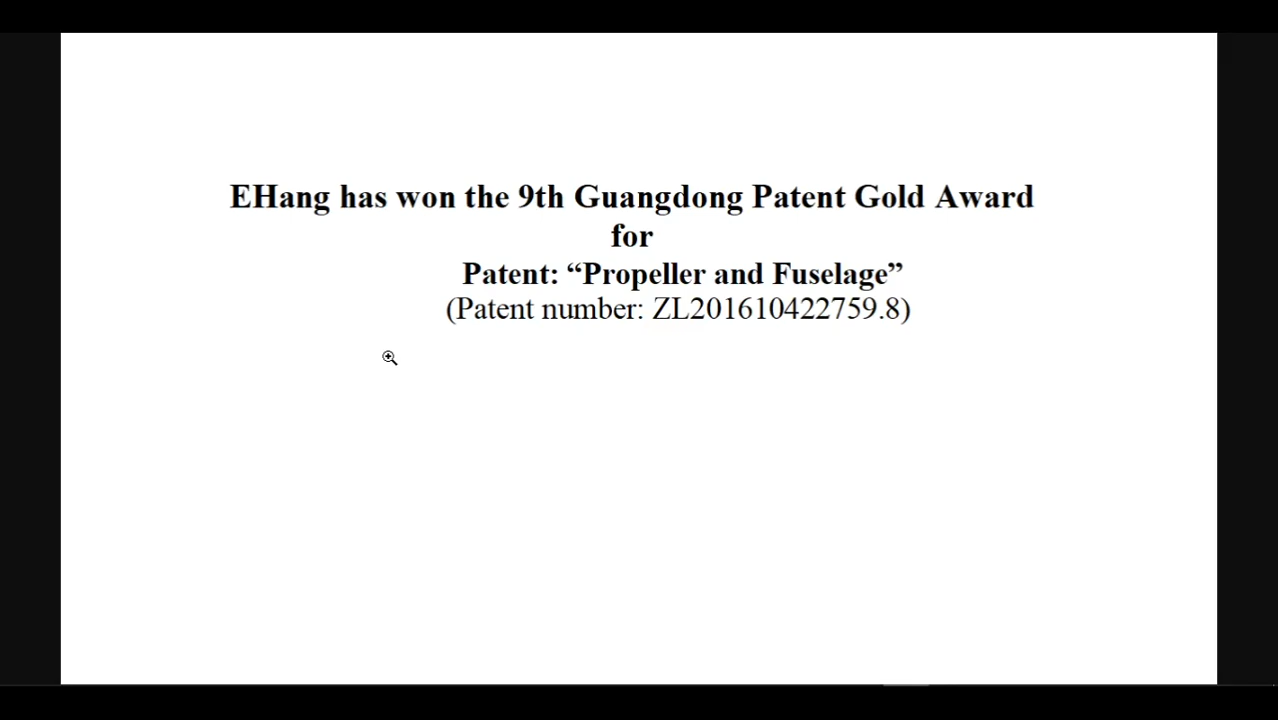 EHang has won the 9th Guangdong Patent Gold Award
for
Patent: “Propeller and Fuselage”
(Patent number: ZL201610422759.8)